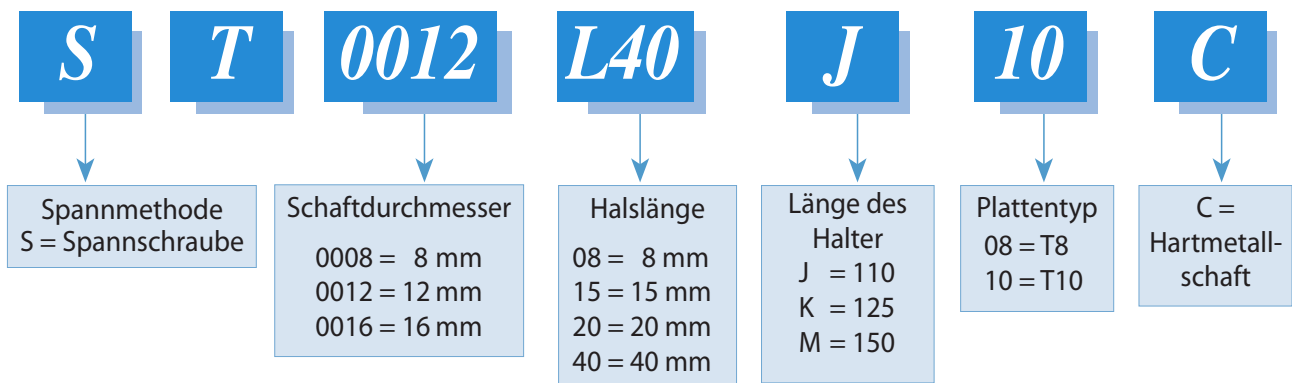 S T 0012 L40 J 10 C
Spannmethode
S = Spannschraube
Schaftdurchmesser
0008 = 8 mm
0012 = 12 mm
0016 = 16 mm
Halslänge
08 = 8 mm
15 = 15 mm
20 = 20 mm
40 = 40 mm
Länge des
Halter
J = 110
K = 125
M = 150
Plattentyp
08 = T8
10 = T10
C =
Hartmetall-
schaft